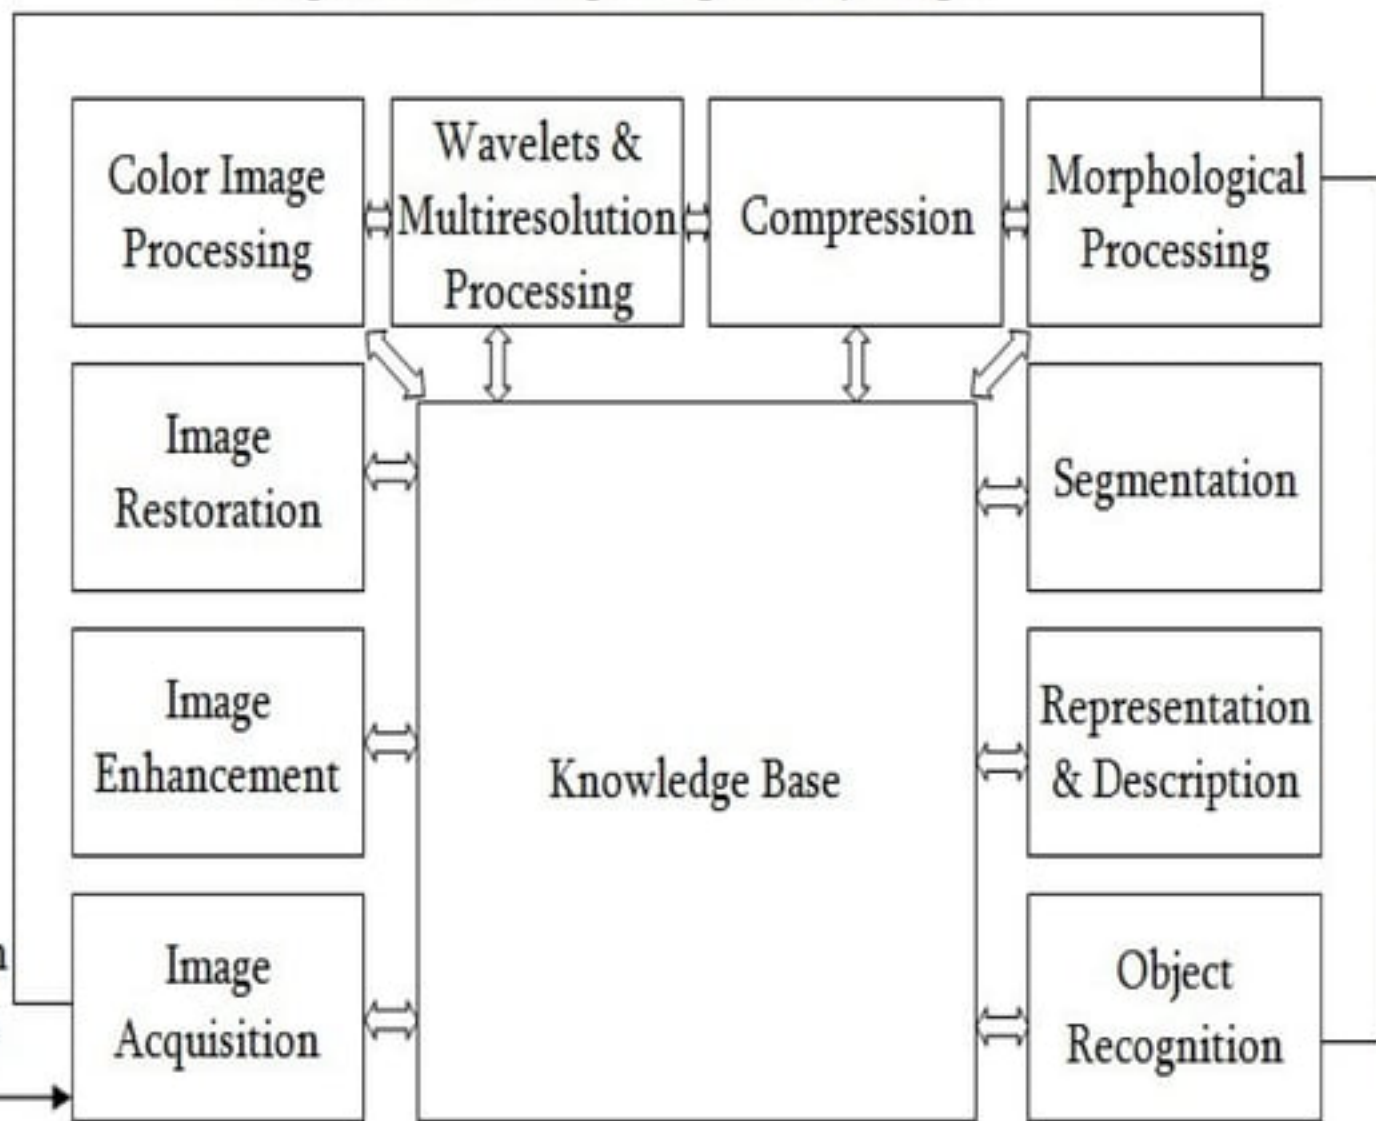 Color Image
Processing
Wavelets &
Multiresolution
Processing
Compression
Morphological
Processing
Image
Restoration
Segmentation
Image
Enhancement
Knowledge Base
Representation
& Description
Image
Acquisition
Object
Recognition